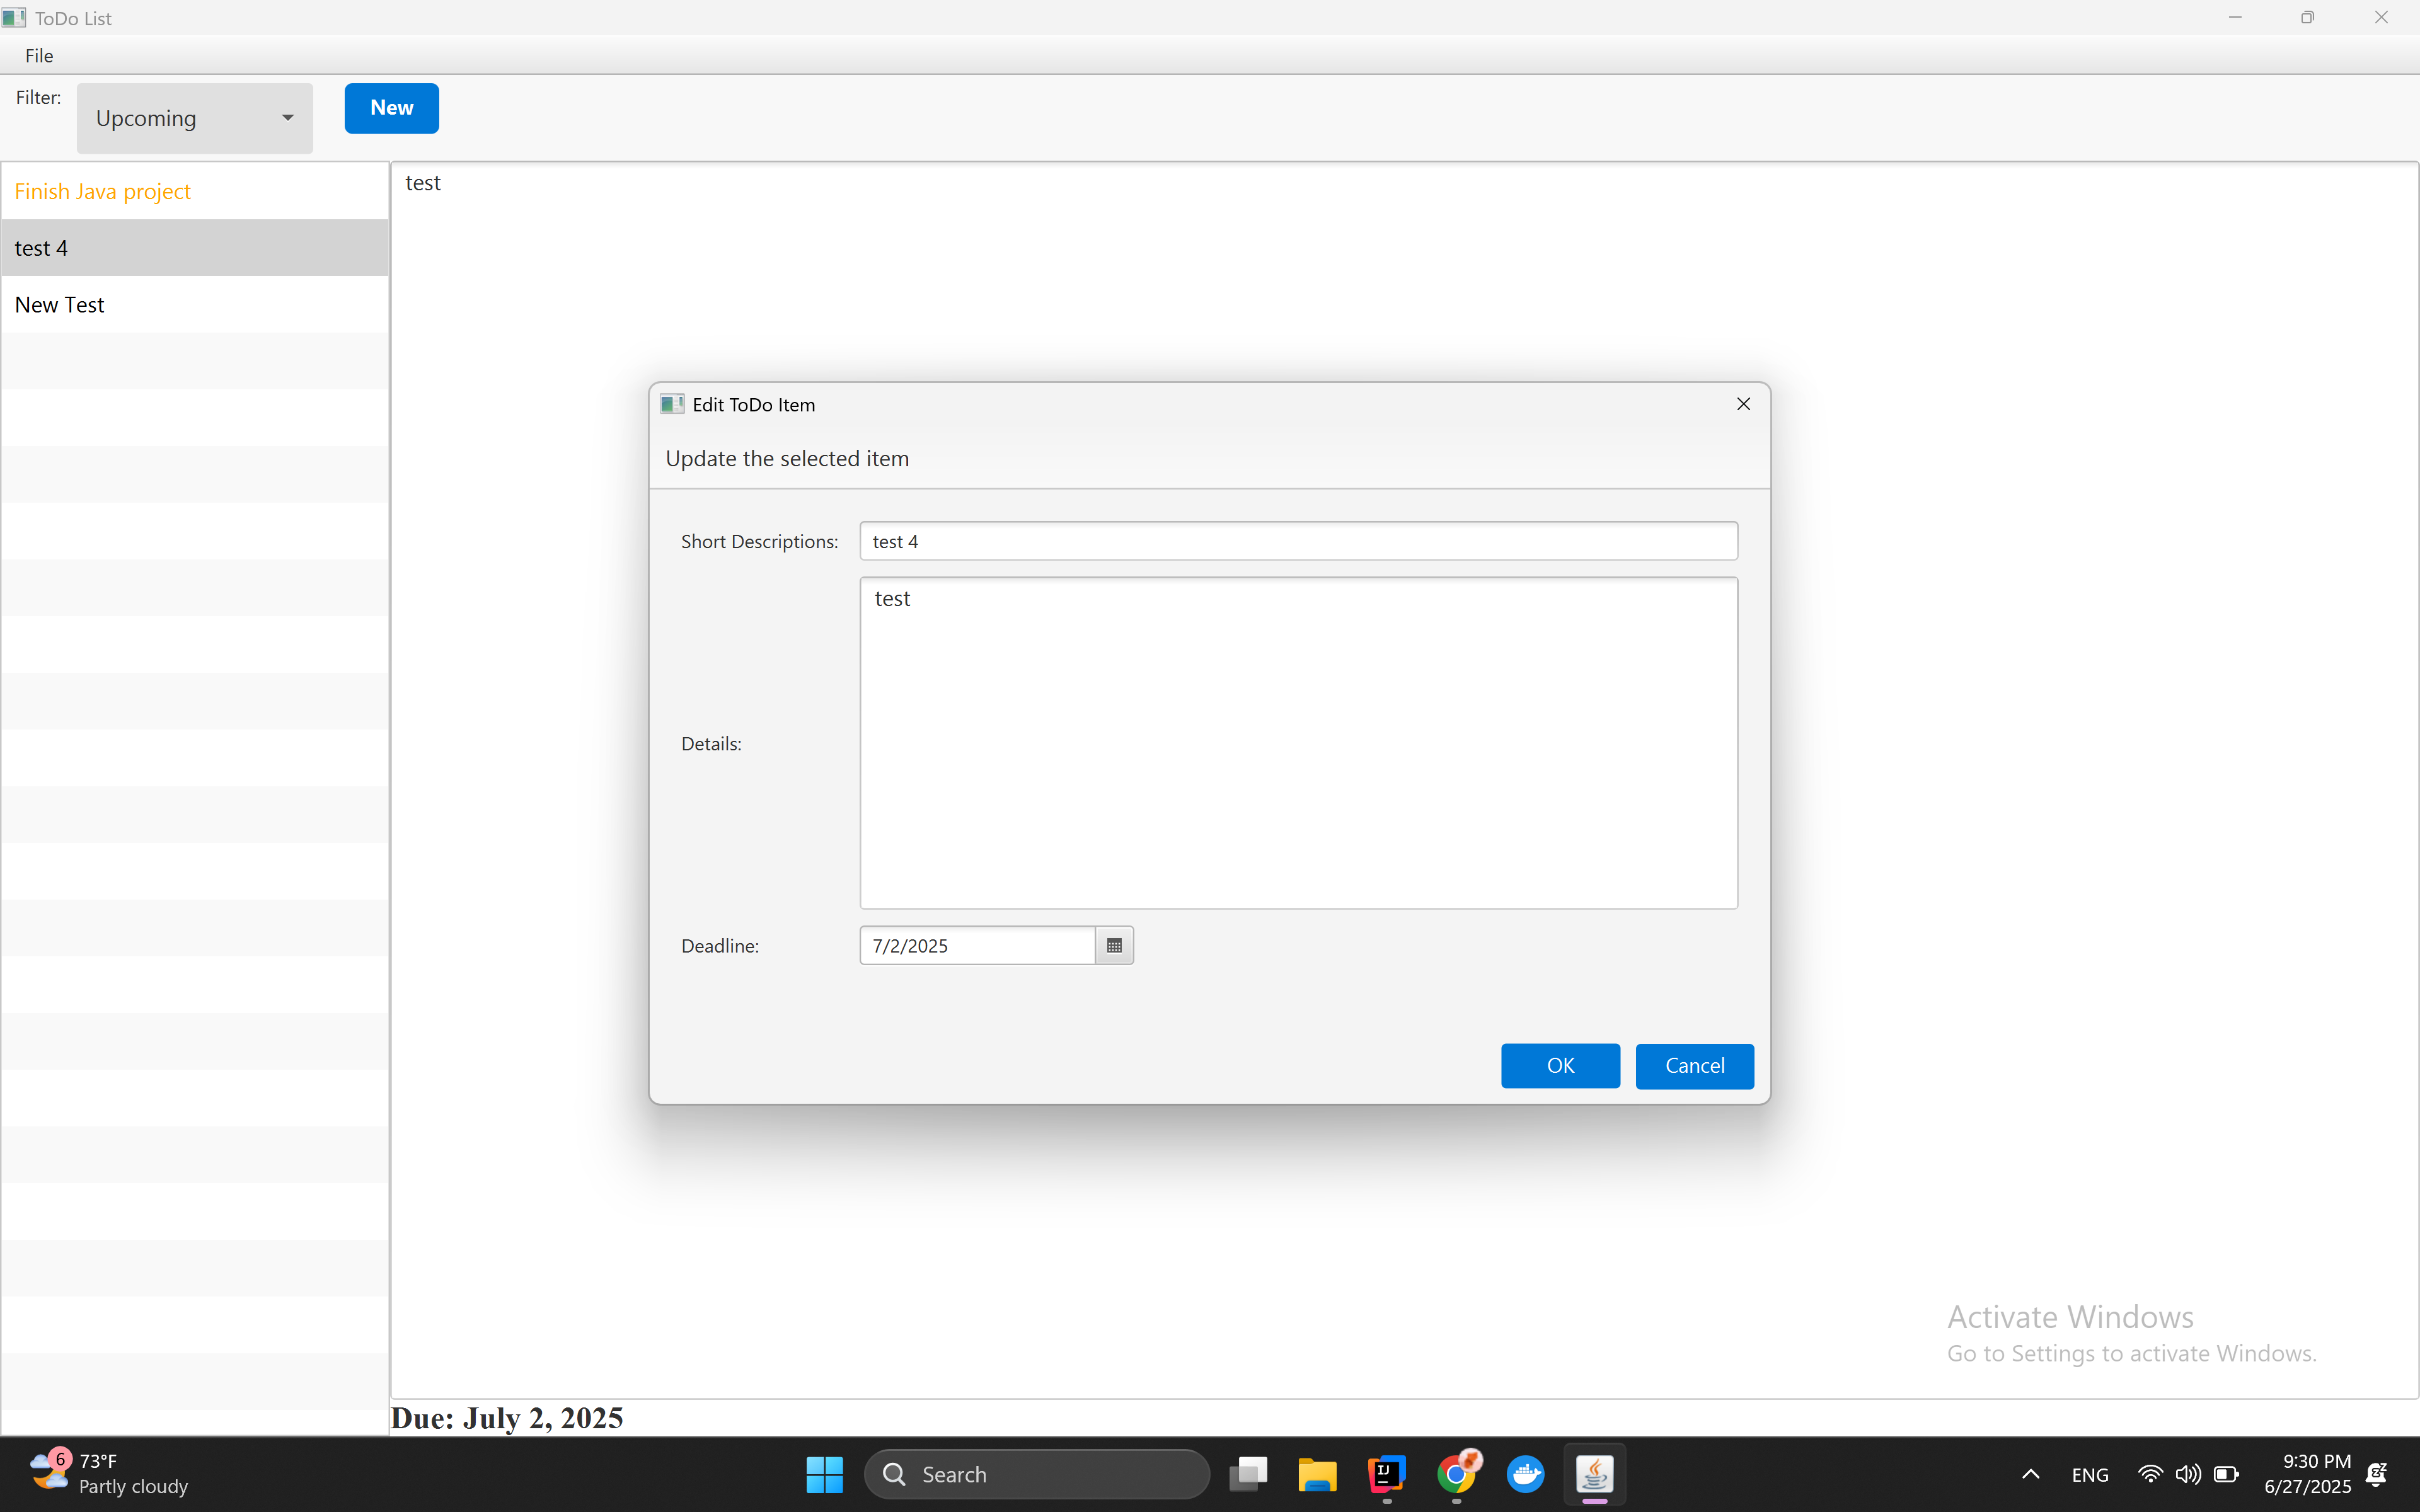 ToDo List
File
Filter:
Upcoming
New
Finish Java project
test 4
New Test
test
Edit ToDo Item
Update the selected item
Short Descriptions:
test 4
Details:
test
Deadline:
7/2/2025
OK
Cancel
Activate Windows
Go to Settings to activate Windows.
Due: July 2, 2025
6
73°F
Partly cloudy
Search
IJ
ENG
9:30 PM
6/27/2025